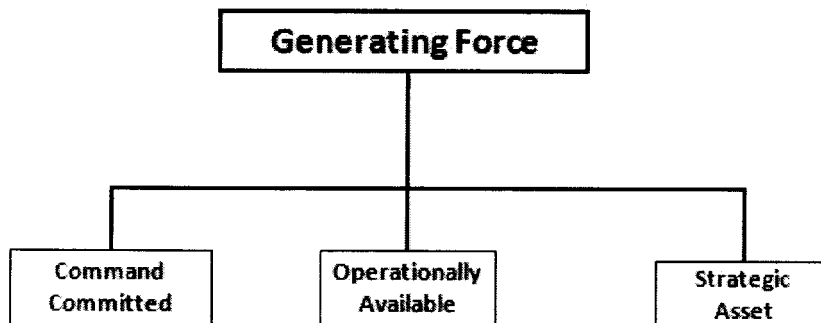 Generating Force
Command
Committed
Operationally
Available
Strategic
Asset